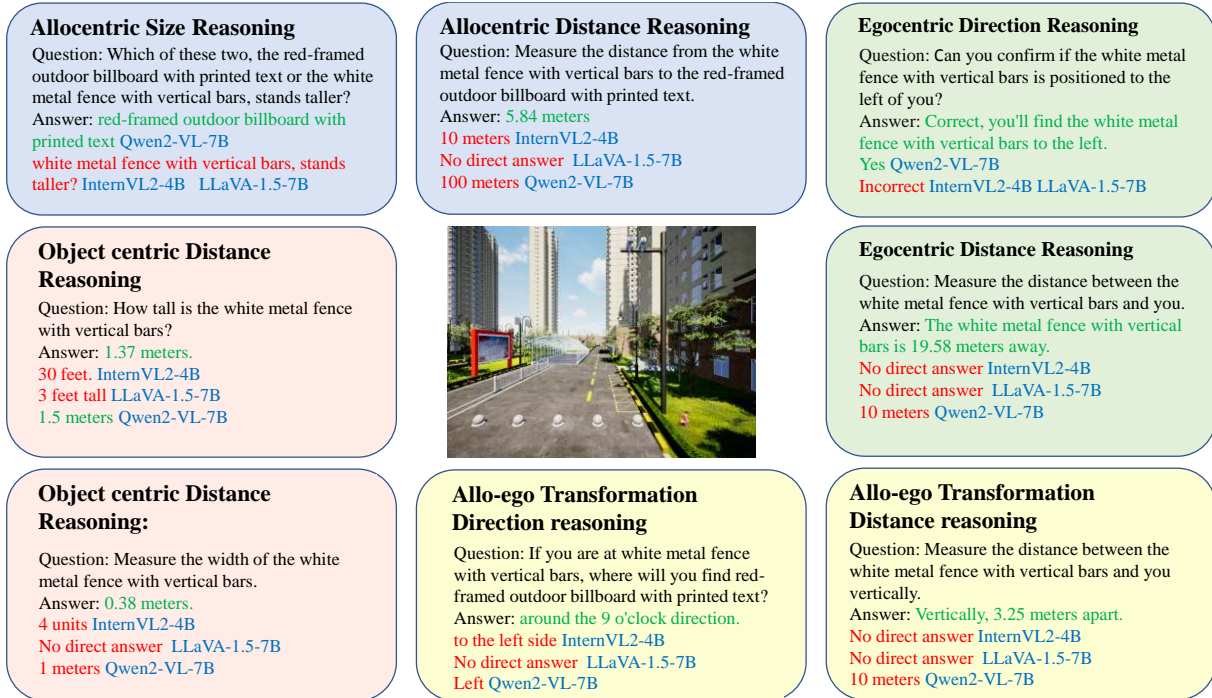 Allocentric Size Reasoning
Question: Which of these two, the red-framed
outdoor billboard with printed text or the white
metal fence with vertical bars, stands taller?
Answer: red-framed outdoor billboard with
printed text Qwen2-VL-7B
white metal fence with vertical bars, stands
taller? InternVL2-4B LLaVA-1.5-7B
Allocentric Distance Reasoning
Question: Measure the distance from the white
metal fence with vertical bars to the red-framed
outdoor billboard with printed text.
Answer: 5.84 meters
10 meters InternVL2-4B
No direct answer LLaVA-1.5-7B
100 meters Qwen2-VL-7B
Egocentric Direction Reasoning
Question: Can you confirm if the white metal
fence with vertical bars is positioned to the
left of you?
Answer: Correct, you'll find the white metal
fence with vertical bars to the left.
Yes Qwen2-VL-7B
Incorrect InternVL2-4B LLaVA-1.5-7B
Object centric Distance
Reasoning
Question: How tall is the white metal fence
with vertical bars?
Answer: 1.37 meters.
30 feet. InternVL2-4B
3 feet tall LLaVA-1.5-7B
1.5 meters Qwen2-VL-7B
Egocentric Distance Reasoning
Question: Measure the distance between the
white metal fence with vertical bars and you.
Answer: The white metal fence with vertical
bars is 19.58 meters away.
No direct answer InternVL2-4B
No direct answer LLaVA-1.5-7B
10 meters Qwen2-VL-7B
Object centric Distance
Reasoning:
Question: Measure the width of the white
metal fence with vertical bars.
Answer: 0.38 meters.
4 units InternVL2-4B
No direct answer LLaVA-1.5-7B
1 meters Qwen2-VL-7B
Allo-ego Transformation
Direction reasoning
Question: If you are at white metal fence
with vertical bars, where will you find red-
framed outdoor billboard with printed text?
Answer: around the 9 o'clock direction.
to the left side InternVL2-4B
No direct answer LLaVA-1.5-7B
Left Qwen2-VL-7B
Allo-ego Transformation
Distance reasoning
Question: Measure the distance between the
white metal fence with vertical bars and you
vertically.
Answer: Vertically, 3.25 meters apart.
No direct answer InternVL2-4B
No direct answer LLaVA-1.5-7B
10 meters Qwen2-VL-7B